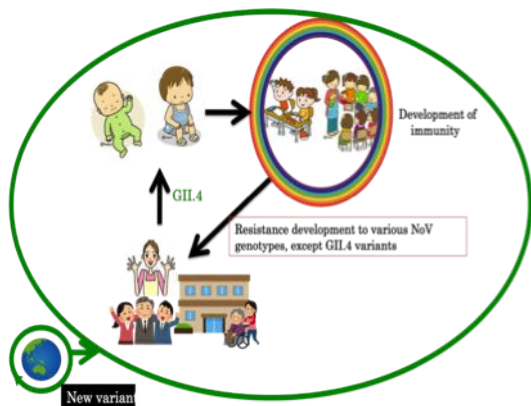 Development of
immunity
GII.4
Resistance development to various NoV
genotypes, except GII.4 variants
New variant